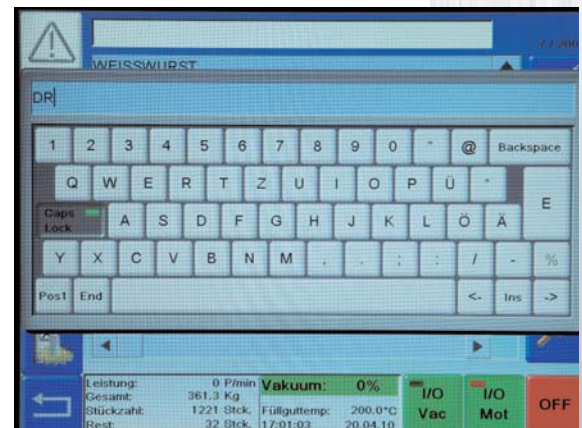 7 / 200
WEISSWURST
DR
1 2 3 4 5 6 7 8 9 0 @ Backspace
Q W E R T Z U I O P Ü
Caps Lock A S D F G H J K L Ö Ä E
Y X C V B N M , . ; : / - %
Pos1 End <- Ins ->
Leistung: 0 P/min
Gesamt: 361.3 Kg
Stückzahl: 1221 Stck.
Rest: 32 Stck.
Vakuum: 0%
Füllguttemp: 200.0°C
17:01:03 20.04.10
I/O Vac
I/O Mot
OFF